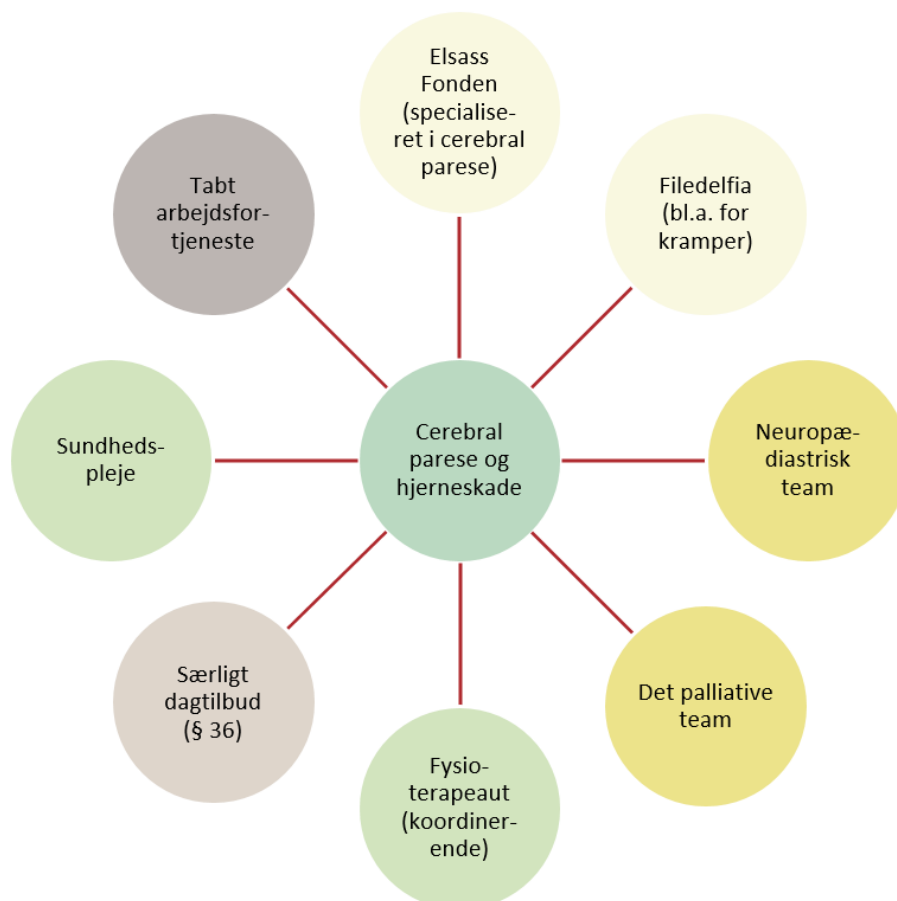 Elsass
Fonden
(specialise-
ret i cerebral
parese)
Filedelfia
(bl.a. for
kramper)
Neuropæ-
diastrisk
team
Det palliative
team
Fysio-
terapeaut
(koordiner-
ende)
Særligt
dagtilbud
(§ 36)
Sundheds-
pleje
Tabt
arbejdsfor-
tjeneste
Cerebral
parese og
hjerneskade